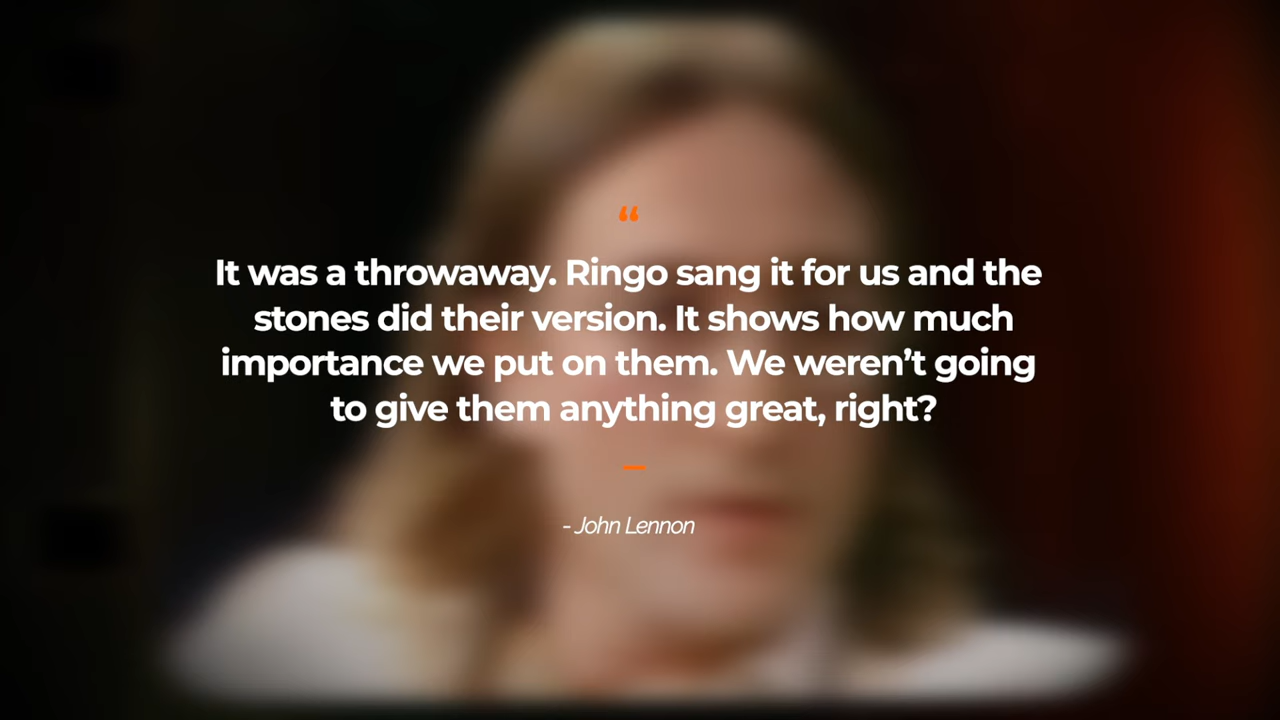 “
It was a throwaway. Ringo sang it for us and the
stones did their version. It shows how much
importance we put on them. We weren’t going
to give them anything great, right?
- John Lennon